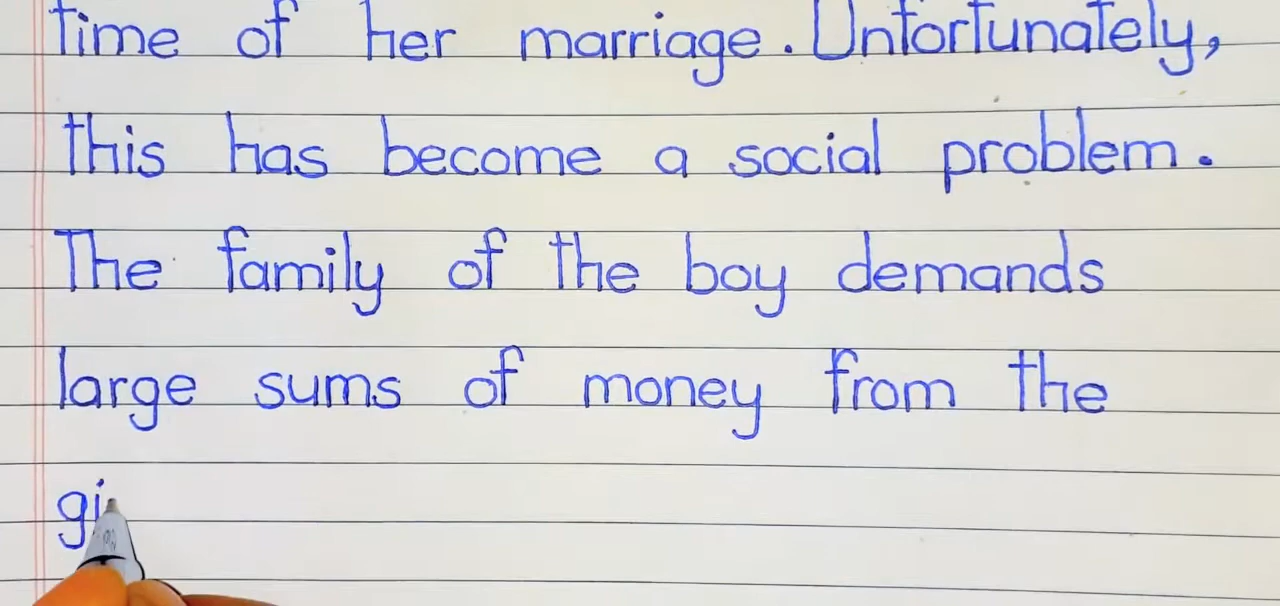 time of her marriage. Unfortunately,
this has become a social problem.
The family of the boy demands
large sums of money from the
gi